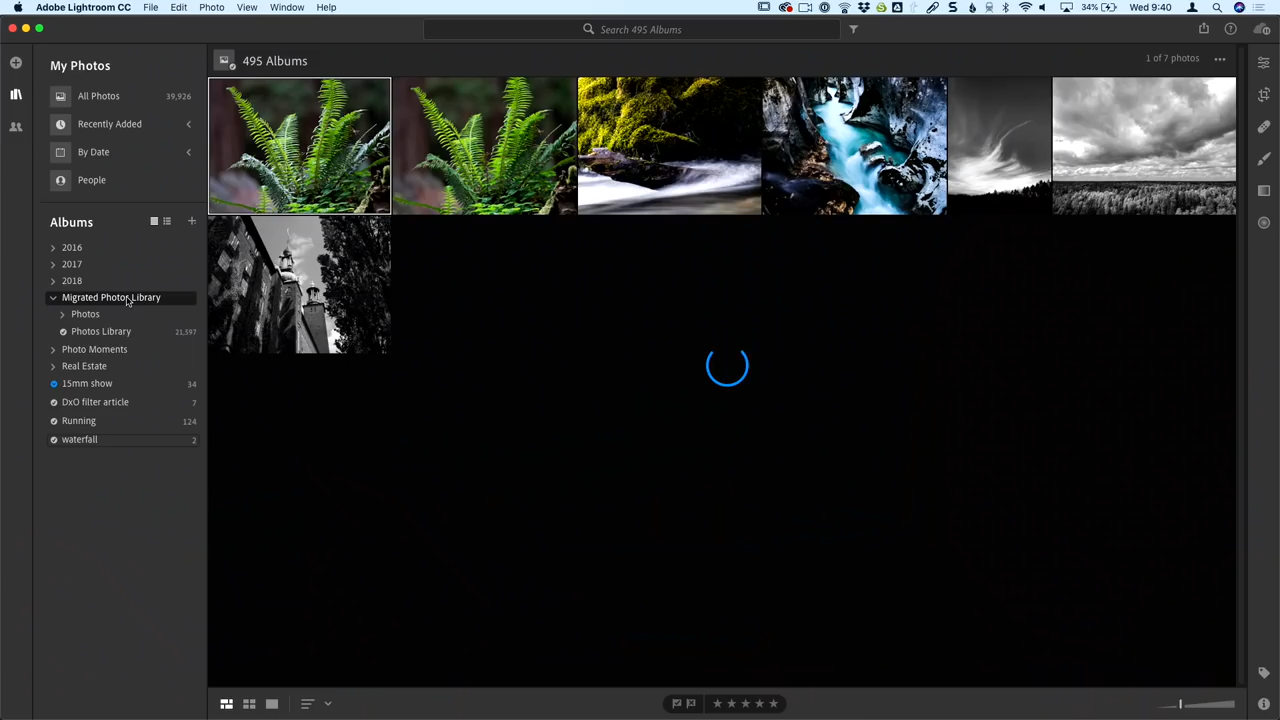 Adobe Lightroom CC File Edit Photo View Window Help 34% Wed 9:40
Search 495 Albums
My Photos
495 Albums
1 of 7 photos
All Photos 39,926
Recently Added
By Date
People
Albums
2016
2017
2018
Migrated Photos Library
Photos
Photos Library 21,597
Photo Moments
Real Estate
15mm show 34
DxO filter article 7
Running 124
waterfall 2